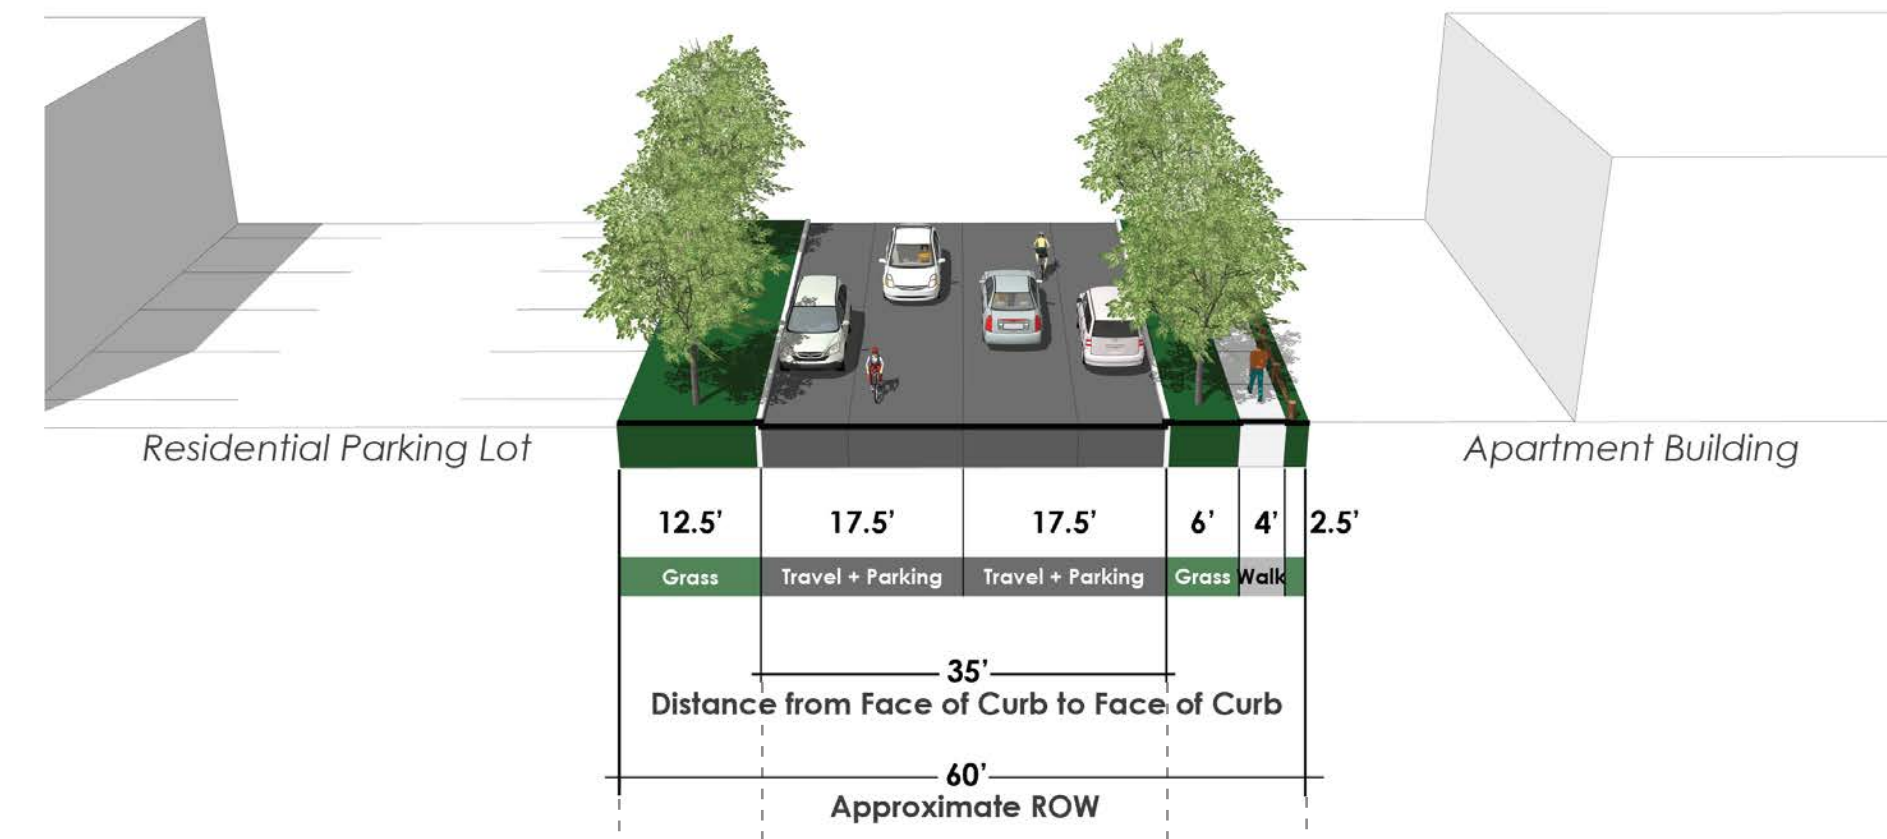 Residential Parking Lot
Apartment Building
12.5’ 17.5’ 17.5’ 6’ 4’ 2.5’
Grass Travel + Parking Travel + Parking Grass Walk
35’
Distance from Face of Curb to Face of Curb
60’
Approximate ROW